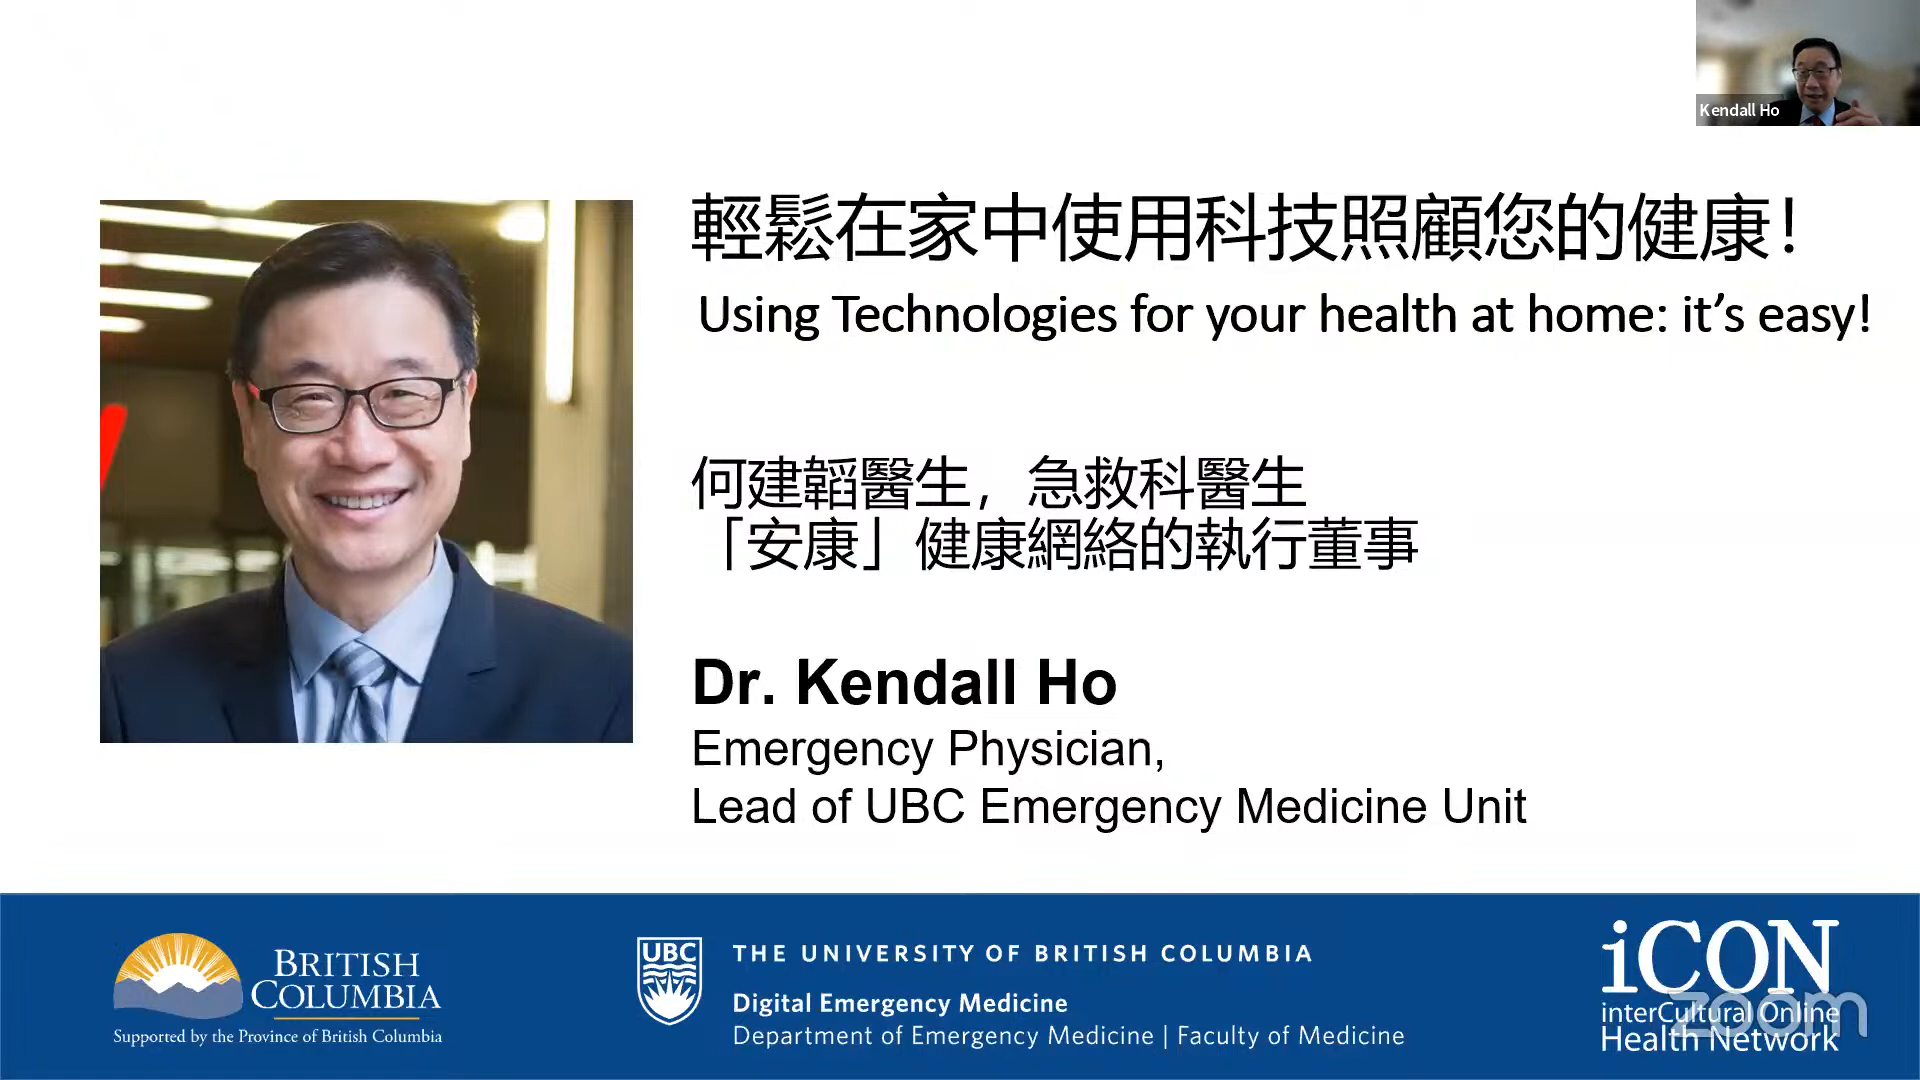 Kendall Ho
輕鬆在家中使用科技照顧您的健康！
Using Technologies for your health at home: it’s easy!
何建韜醫生，急救科醫生
「安康」健康網絡的執行董事
Dr. Kendall Ho
Emergency Physician,
Lead of UBC Emergency Medicine Unit
BRITISH
COLUMBIA
Supported by the Province of British Columbia
UBC
THE UNIVERSITY OF BRITISH COLUMBIA
Digital Emergency Medicine
Department of Emergency Medicine | Faculty of Medicine
iCON
interCultural Online
Health Network
zoom